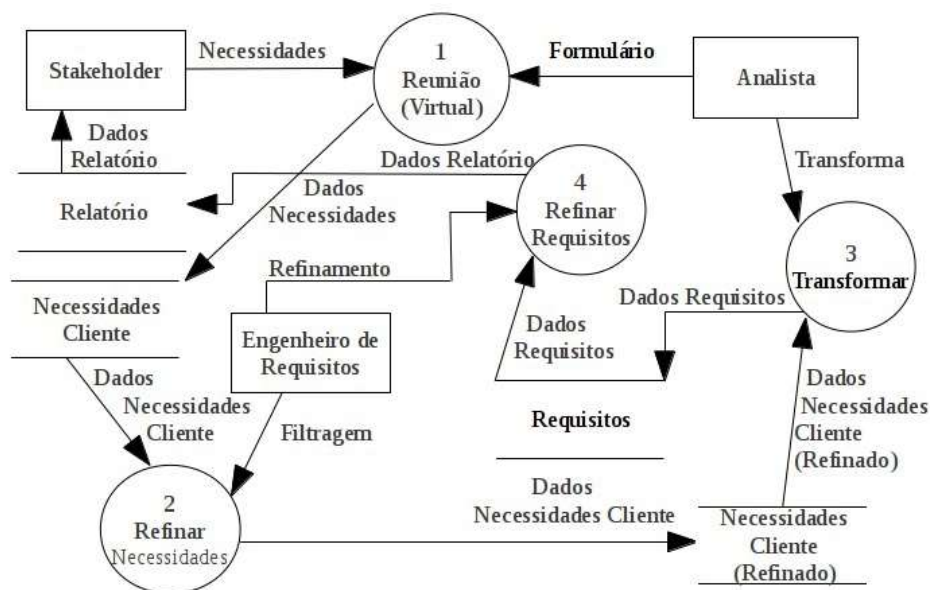 Necessidades
Formulário
1
Reunião
(Virtual)
Stakeholder
Analista
Dados
Relatório
Dados Relatório
Transforma
4
Refinar
Requisitos
Dados
Necessidades
Relatório
3
Transformar
Refinamento
Dados Requisitos
Necessidades
Cliente
Engenheiro de
Requisitos
Dados
Requisitos
Dados
Necessidades
Cliente
Filtragem
Requisitos
Dados
Necessidades
Cliente
(Refinado)
2
Refinar
Necessidades
Dados
Necessidades Cliente
Necessidades
Cliente
(Refinado)